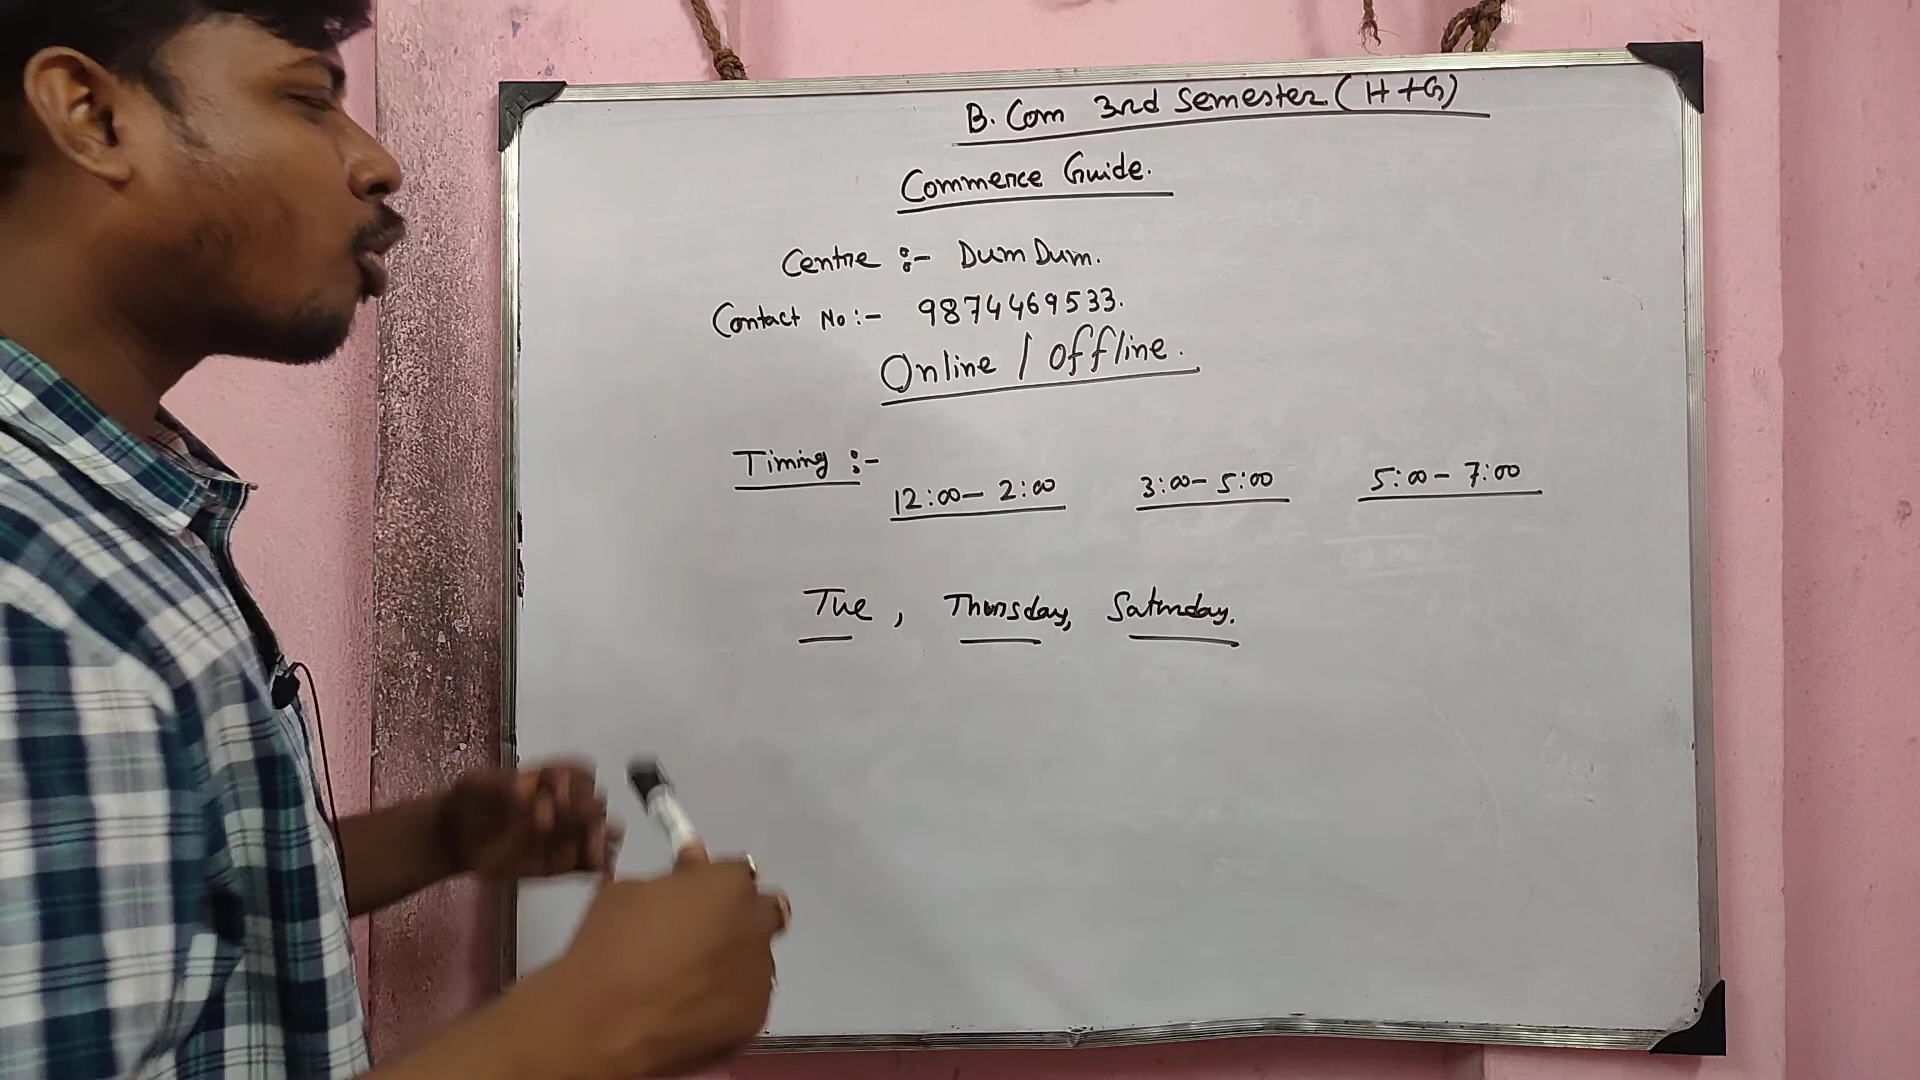 B. Com 3rd Semester (H+G)
Commerce Guide.
Centre :- Dum Dum.
Contact No :- 9874469533.
Online / Offline.
Timing :-
12:00 - 2:00 3:00 - 5:00 5:00 - 7:00
Tue, Thursday, Saturday.